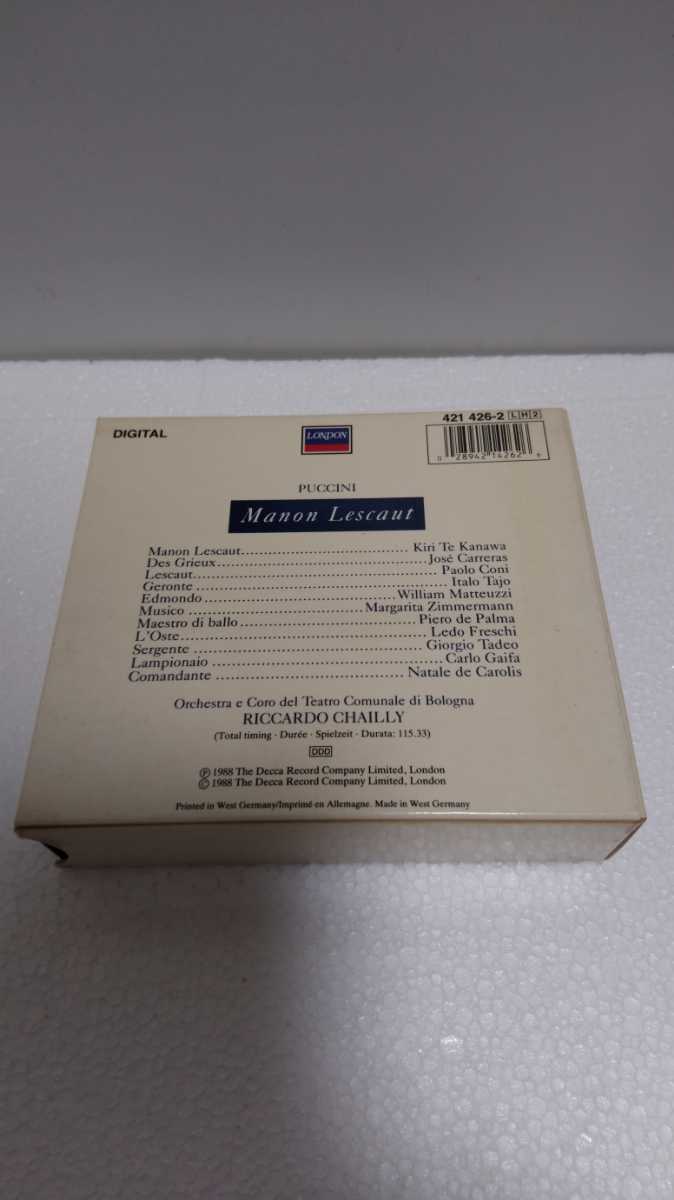 DIGITAL
LONDON
421 426-2 LH2
0 28942 14262 6
PUCCINI
Manon Lescaut
Manon Lescaut.................................... Kiri Te Kanawa
Des Grieux.............................................José Carreras
Lescaut.................................................... Paolo Coni
Geronte ...................................................... Italo Tajo
Edmondo.........................................William Matteuzzi
Musico .....................................Margarita Zimmermann
Maestro di ballo......................................Piero de Palma
L'Oste.................................................... Ledo Freschi
Sergente .................................................. Giorgio Tadeo
Lampionaio .................................................Carlo Gaifa
Comandante ...................................... Natale de Carolis
Orchestra e Coro del Teatro Comunale di Bologna
RICCARDO CHAILLY
(Total timing · Durée · Spielzeit · Durata: 115.33)
DDD
Ⓟ 1988 The Decca Record Company Limited, London
© 1988 The Decca Record Company Limited, London
Printed in West Germany/Imprimé en Allemagne. Made in West Germany